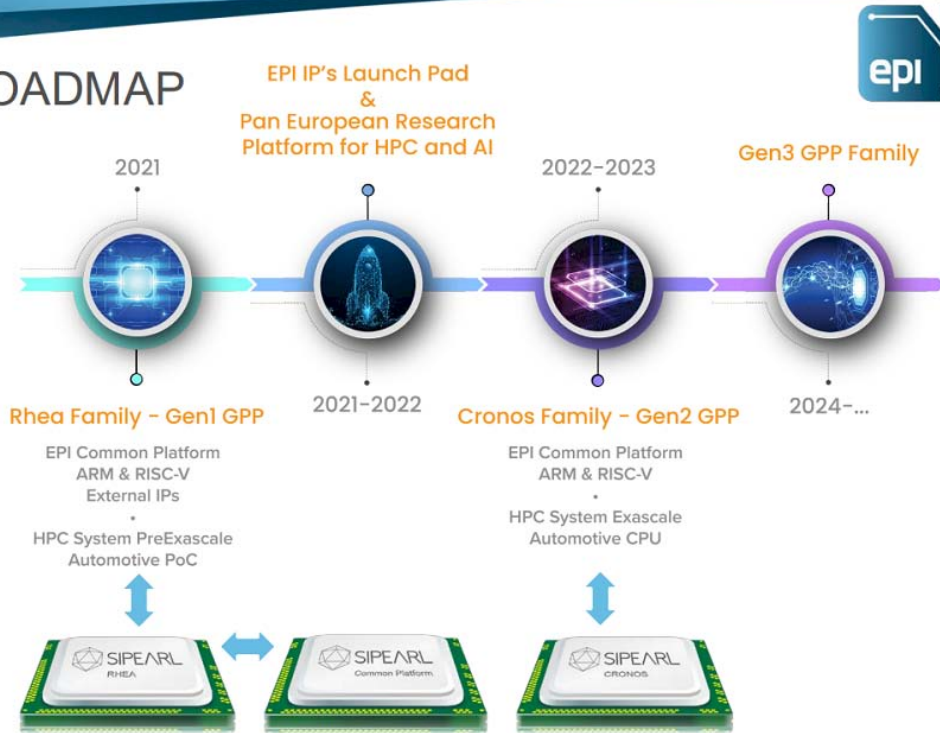 OADMAP
epi
2021
EPI IP's Launch Pad
&
Pan European Research
Platform for HPC and AI
2022-2023
Gen3 GPP Family
Rhea Family - Gen1 GPP
EPI Common Platform
ARM & RISC-V
External IPs
•
HPC System PreExascale
Automotive PoC
2021-2022
Cronos Family - Gen2 GPP
EPI Common Platform
ARM & RISC-V
•
HPC System Exascale
Automotive CPU
2024-...
SIPEARL
RHEA
SIPEARL
Common Platform
SIPEARL
CRONOS